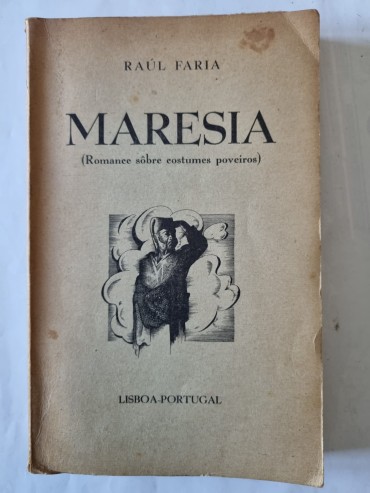 RAÚL FARIA
MARESIA
(Romance sôbre costumes poveiros)
LISBOA-PORTUGAL